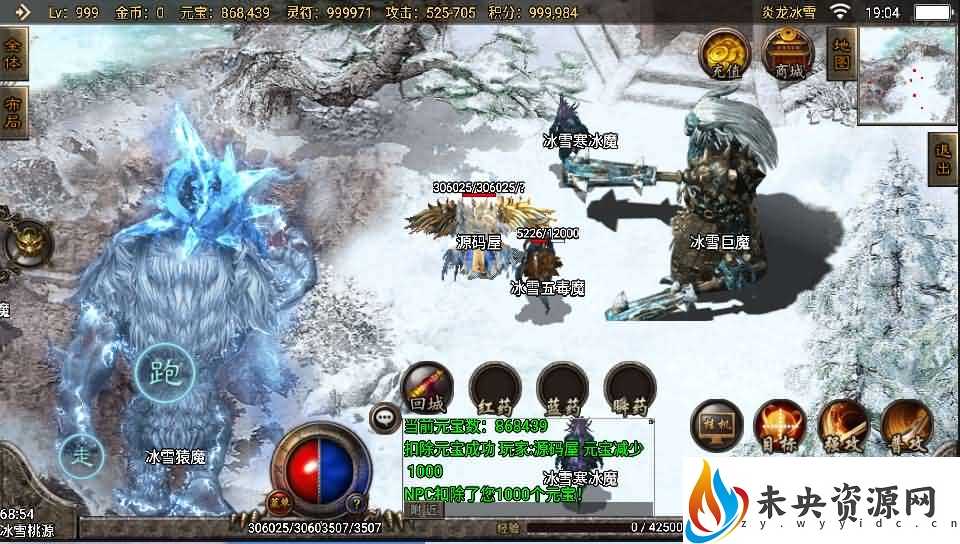 Lv: 999 金币: 0 元宝: 868,439 灵符: 999971 攻击: 525-705 积分: 999,984 炎龙冰雪 19:04
全体
布局
充值
商城
地图
退出
冰雪寒冰魔
306025/306025/?
源码屋
5226/12000
冰雪五毒魔
冰雪巨魔
魔
跑
走
冰雪猿魔
回城
红药
蓝药
瞬药
挂机
目标
强攻
普攻
当前元宝数：868439
扣除元宝成功 玩家:源码屋 元宝减少
1000
冰雪寒冰魔
NPC扣除了您1000个元宝！
附近
68:54
冰雪桃源
306025/30603507/3507
经验
0/42500
未央资源网
zy.wyyidc.cn